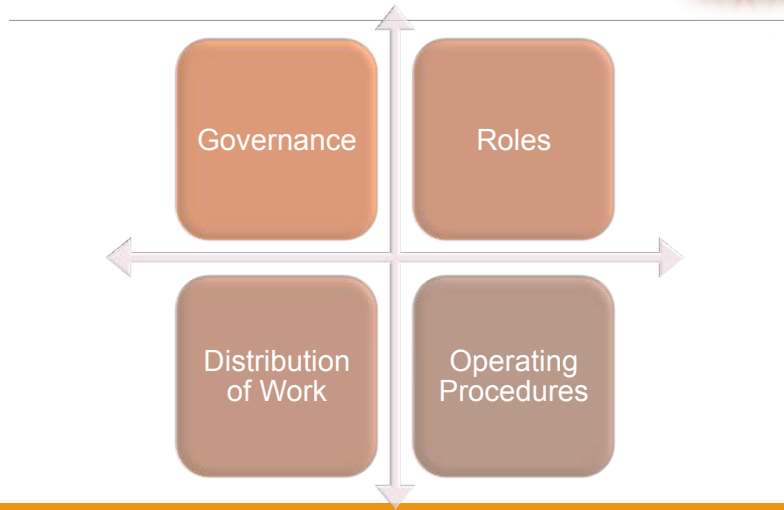 Governance
Roles
Distribution
of Work
Operating
Procedures